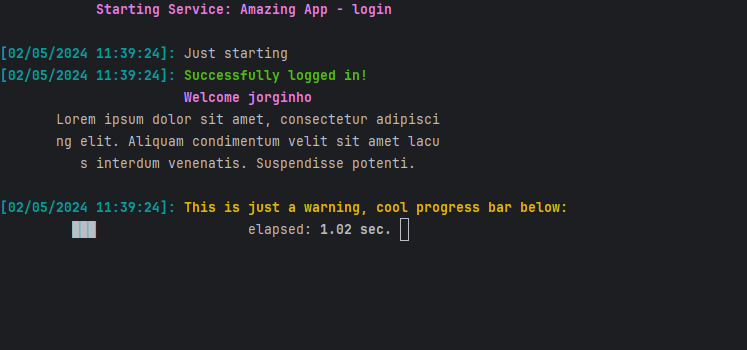 Starting Service: Amazing App - login
[02/05/2024 11:39:24]: Just starting
[02/05/2024 11:39:24]: Successfully logged in!
Welcome jorginho
Lorem ipsum dolor sit amet, consectetur adipisci
ng elit. Aliquam condimentum velit sit amet lacu
s interdum venenatis. Suspendisse potenti.
[02/05/2024 11:39:24]: This is just a warning, cool progress bar below:
elapsed: 1.02 sec.